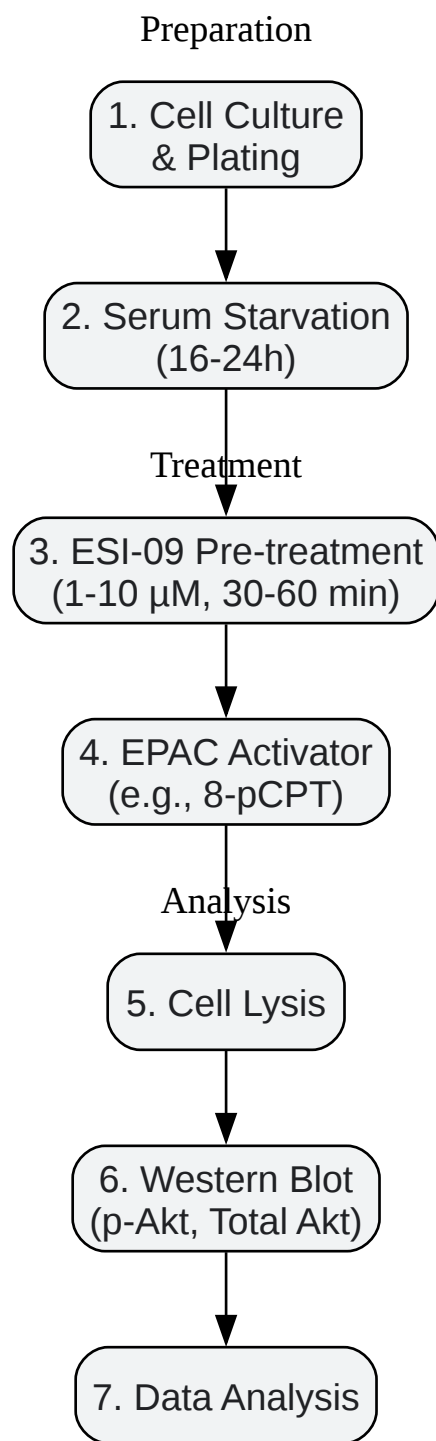 Preparation
1. Cell Culture
& Plating
2. Serum Starvation
(16-24h)
Treatment
3. ESI-09 Pre-treatment
(1-10 µM, 30-60 min)
4. EPAC Activator
(e.g., 8-pCPT)
Analysis
5. Cell Lysis
6. Western Blot
(p-Akt, Total Akt)
7. Data Analysis